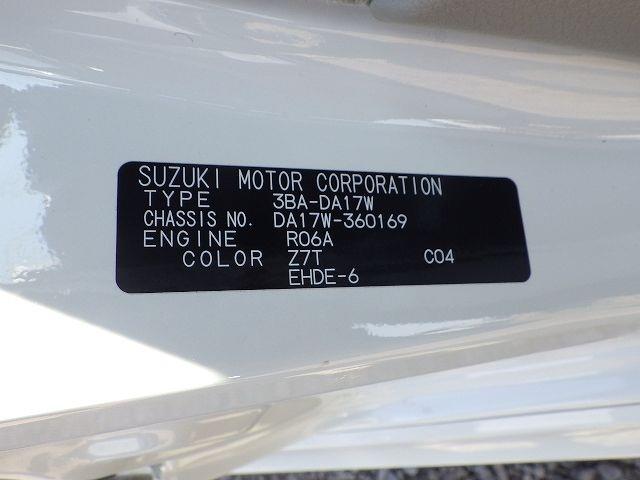 SUZUKI MOTOR CORPORATION
TYPE 3BA-DA17W
CHASSIS NO. DA17W-360169
ENGINE R06A
COLOR Z7T C04
EHDE-6